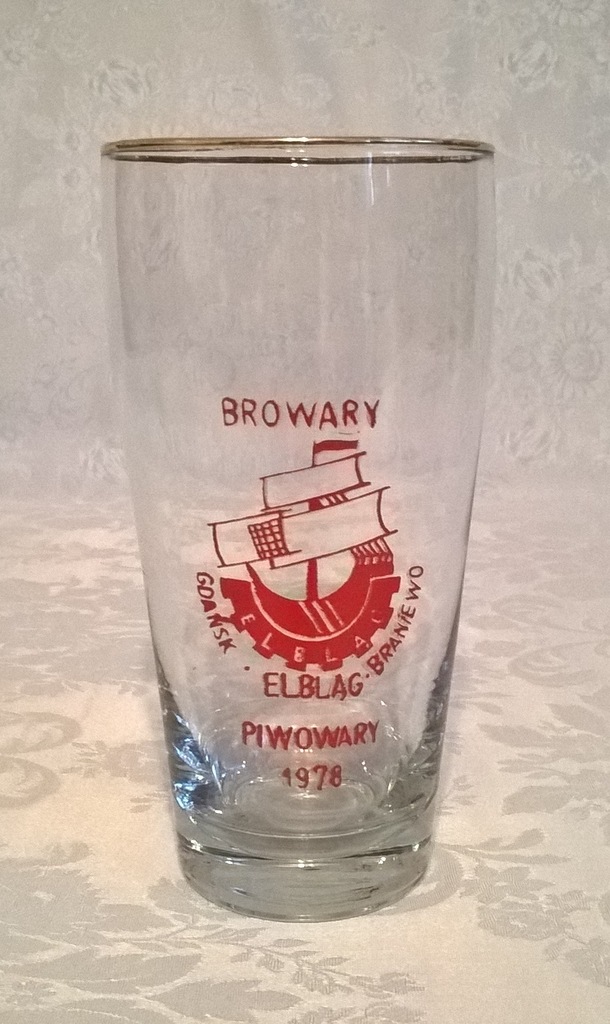 BROWARY
ELBLĄG
GDAŃSK · ELBLĄG · BRANIEWO
PIWOWARY
1978